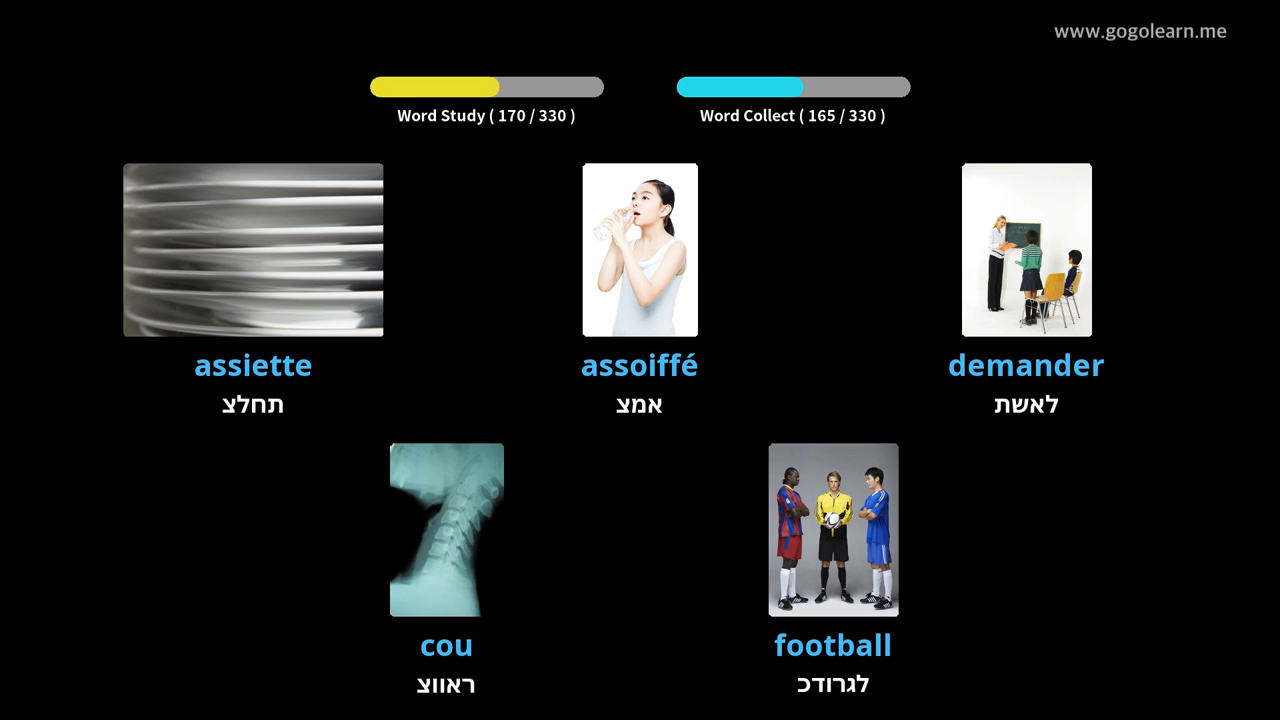 www.gogolearn.me
Word Study ( 170 / 330 )
Word Collect ( 165 / 330 )
assiette
תחלצ
assoiffé
אמצ
demander
לאשת
cou
ראווצ
football
לגרודכ